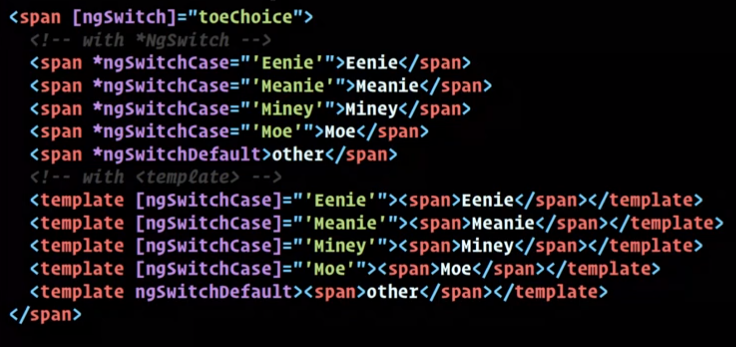 <span [ngSwitch]="toeChoice">
<!-- with *NgSwitch -->
<span *ngSwitchCase="'Eenie'">Eenie</span>
<span *ngSwitchCase="'Meanie'">Meanie</span>
<span *ngSwitchCase="'Miney'">Miney</span>
<span *ngSwitchCase="'Moe'">Moe</span>
<span *ngSwitchDefault>other</span>
<!-- with <template> -->
<template [ngSwitchCase]="'Eenie'"><span>Eenie</span></template>
<template [ngSwitchCase]="'Meanie'"><span>Meanie</span></template>
<template [ngSwitchCase]="'Miney'"><span>Miney</span></template>
<template [ngSwitchCase]="'Moe'"><span>Moe</span></template>
<template ngSwitchDefault><span>other</span></template>
</span>